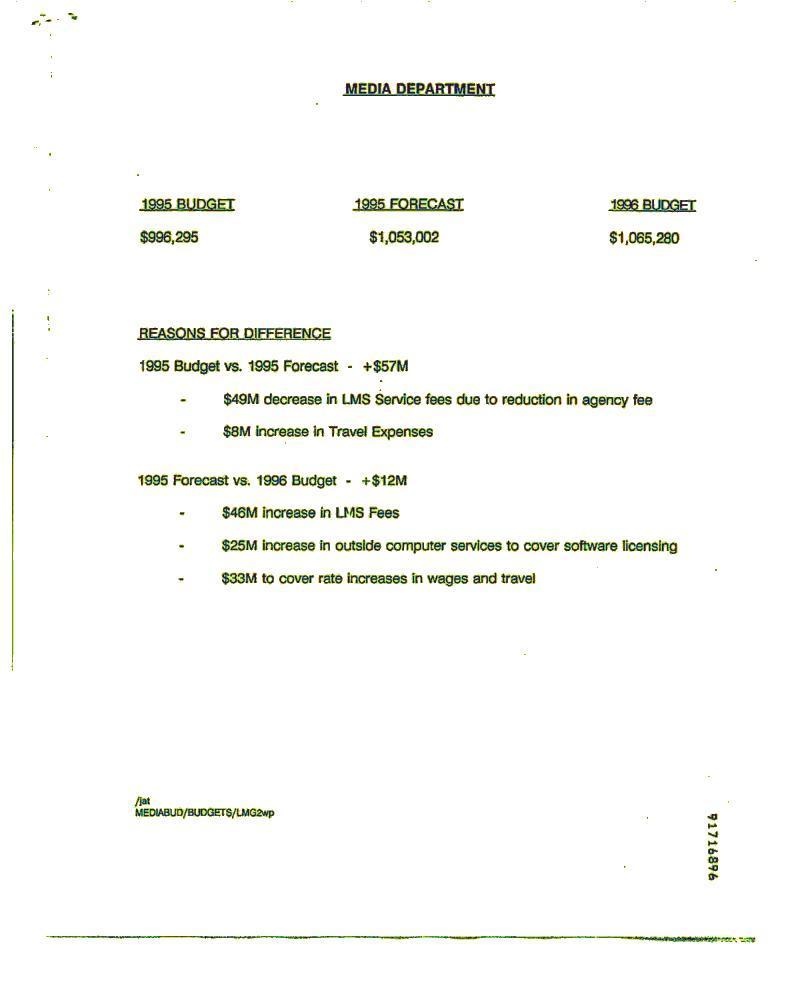 MEDIA DEPARTMENT
1995 BUDGET 1995 FORECAST 1996 BUDGET
$996,295 $1,053,002 $1,065,280
REASONS FOR DIFFERENCE
1995 Budget vs. 1995 Forecast - +$57M
- $49M decrease in LMS Service fees due to reduction in agency fee
- $8M increase in Travel Expenses
1995 Forecast vs. 1996 Budget - +$12M
- $46M increase in LMS Fees
- $25M increase in outside computer services to cover software licensing
- $33M to cover rate increases in wages and travel
/jat
MEDIABUD/BUDGETS/LMG2wp
91716896